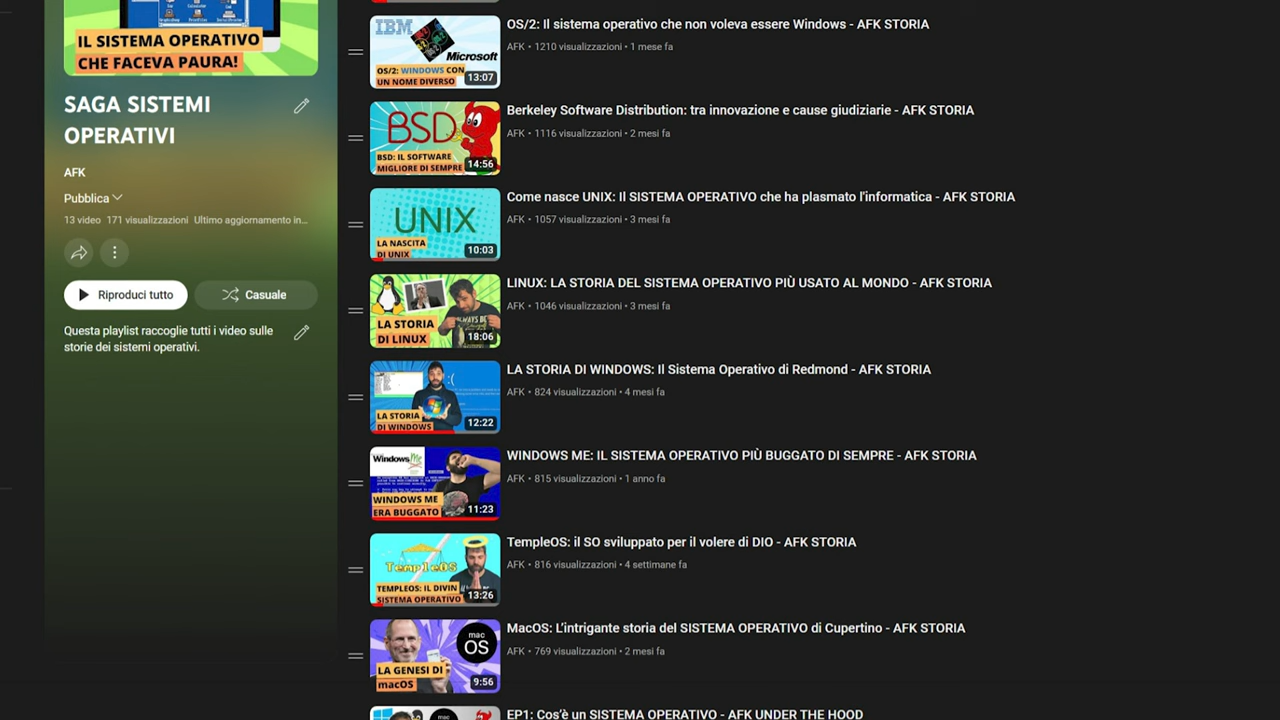 IL SISTEMA OPERATIVO
CHE FACEVA PAURA!
SAGA SISTEMI
OPERATIVI
AFK
Pubblica
13 video 171 visualizzazioni Ultimo aggiornamento in...
Riproduci tutto
Casuale
Questa playlist raccoglie tutti i video sulle
storie dei sistemi operativi.
IBM
Microsoft
OS/2: WINDOWS CON
UN NOME DIVERSO
13:07
OS/2: Il sistema operativo che non voleva essere Windows - AFK STORIA
AFK • 1210 visualizzazioni • 1 mese fa
BSD
BSD: IL SOFTWARE
MIGLIORE DI SEMPRE
14:56
Berkeley Software Distribution: tra innovazione e cause giudiziarie - AFK STORIA
AFK • 1116 visualizzazioni • 2 mesi fa
UNIX
LA NASCITA
DI UNIX
10:03
Come nasce UNIX: Il SISTEMA OPERATIVO che ha plasmato l'informatica - AFK STORIA
AFK • 1057 visualizzazioni • 3 mesi fa
LA STORIA
DI LINUX
18:06
LINUX: LA STORIA DEL SISTEMA OPERATIVO PIÙ USATO AL MONDO - AFK STORIA
AFK • 1046 visualizzazioni • 3 mesi fa
LA STORIA
DI WINDOWS
12:22
LA STORIA DI WINDOWS: Il Sistema Operativo di Redmond - AFK STORIA
AFK • 824 visualizzazioni • 4 mesi fa
Windows Me
WINDOWS ME
ERA BUGGATO
11:23
WINDOWS ME: IL SISTEMA OPERATIVO PIÙ BUGGATO DI SEMPRE - AFK STORIA
AFK • 815 visualizzazioni • 1 anno fa
TempleOS
TEMPLEOS: IL DIVIN
SISTEMA OPERATIVO
13:26
TempleOS: il SO sviluppato per il volere di DIO - AFK STORIA
AFK • 816 visualizzazioni • 4 settimane fa
mac
OS
LA GENESI DI
macOS
9:56
MacOS: L'intrigante storia del SISTEMA OPERATIVO di Cupertino - AFK STORIA
AFK • 769 visualizzazioni • 2 mesi fa
mac
EP1: Cos'è un SISTEMA OPERATIVO - AFK UNDER THE HOOD